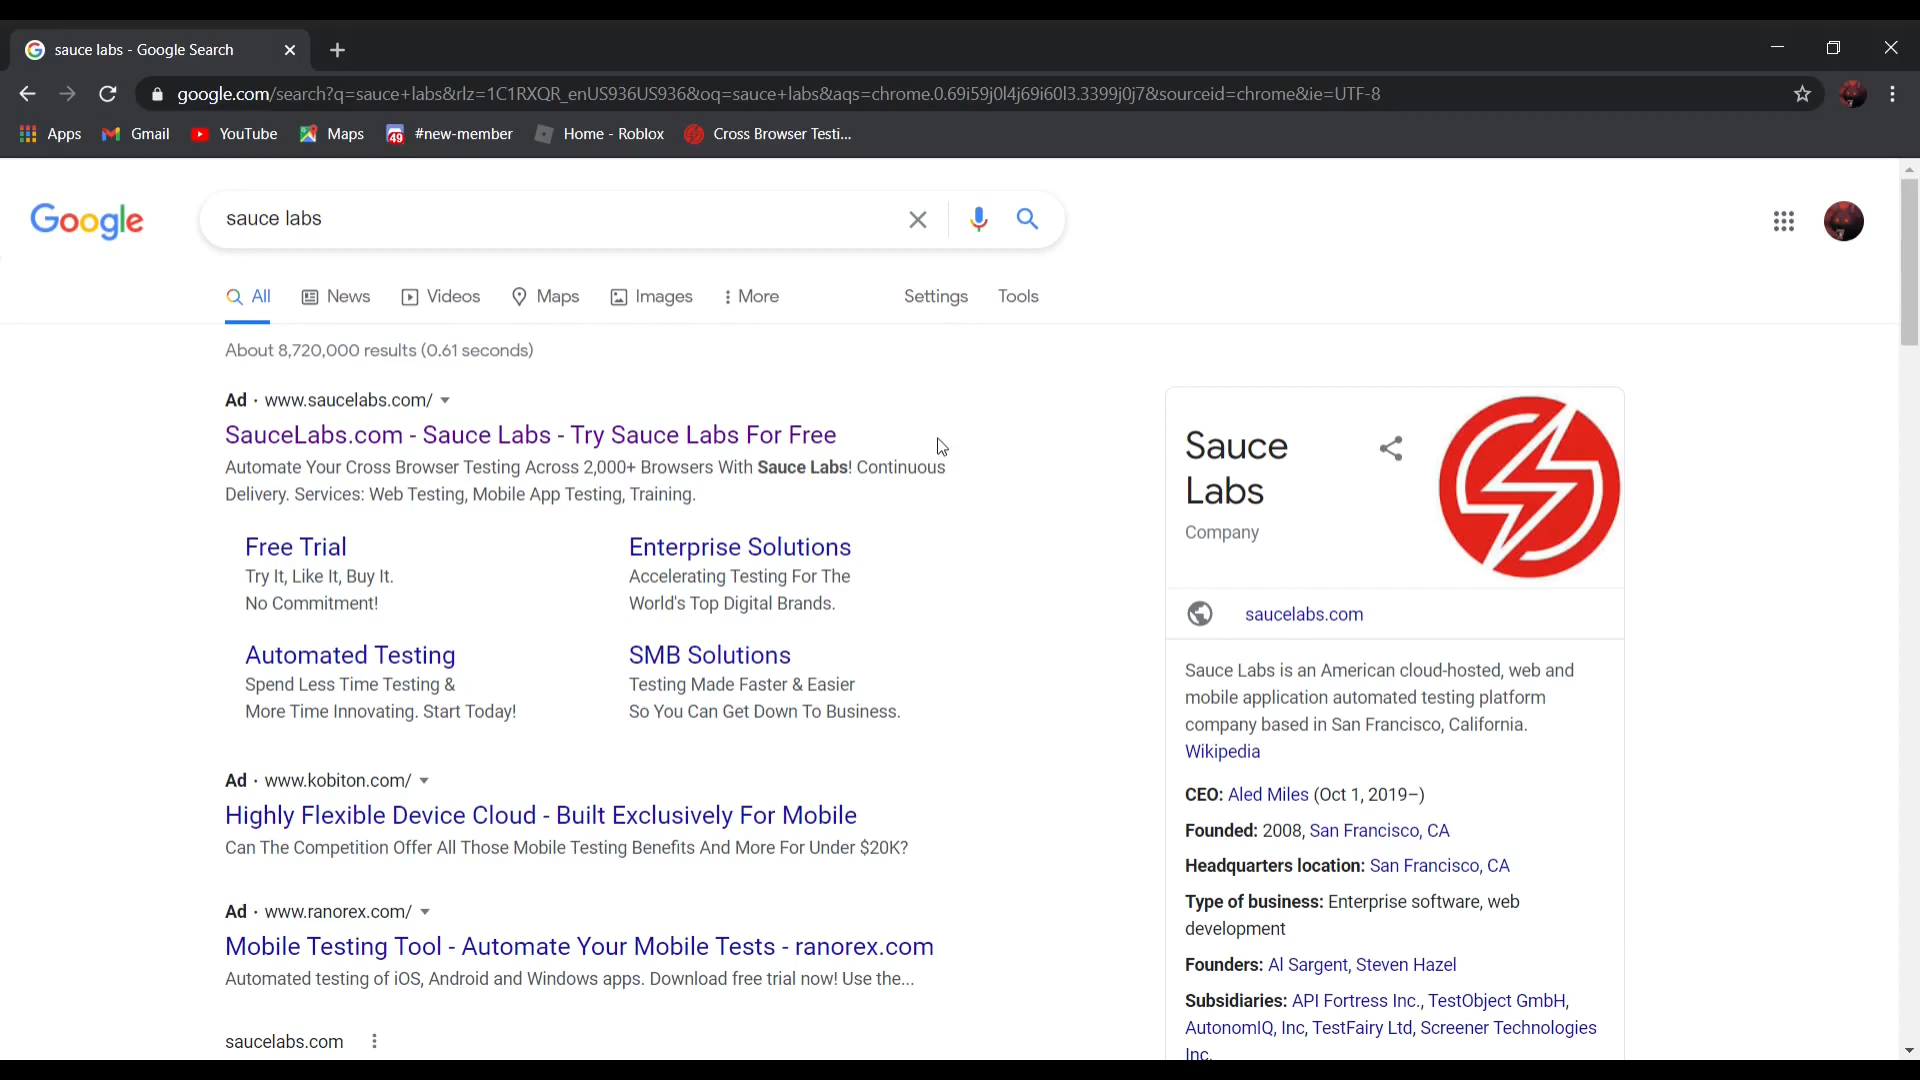 sauce labs - Google Search
google.com/search?q=sauce+labs&rlz=1C1RXQR_enUS936US936&oq=sauce+labs&aqs=chrome.0.69i59j0l4j69i60l3.3399j0j7&sourceid=chrome&ie=UTF-8
Apps Gmail YouTube Maps 49 #new-member Home - Roblox Cross Browser Testi...
Google
sauce labs
All News Videos Maps Images More Settings Tools
About 8,720,000 results (0.61 seconds)
Ad · www.saucelabs.com/
SauceLabs.com - Sauce Labs - Try Sauce Labs For Free
Automate Your Cross Browser Testing Across 2,000+ Browsers With Sauce Labs! Continuous
Delivery. Services: Web Testing, Mobile App Testing, Training.
Free Trial
Try It, Like It, Buy It.
No Commitment!
Enterprise Solutions
Accelerating Testing For The
World's Top Digital Brands.
Automated Testing
Spend Less Time Testing &
More Time Innovating. Start Today!
SMB Solutions
Testing Made Faster & Easier
So You Can Get Down To Business.
Ad · www.kobiton.com/
Highly Flexible Device Cloud - Built Exclusively For Mobile
Can The Competition Offer All Those Mobile Testing Benefits And More For Under $20K?
Ad · www.ranorex.com/
Mobile Testing Tool - Automate Your Mobile Tests - ranorex.com
Automated testing of iOS, Android and Windows apps. Download free trial now! Use the...
saucelabs.com
Sauce
Labs
Company
saucelabs.com
Sauce Labs is an American cloud-hosted, web and
mobile application automated testing platform
company based in San Francisco, California.
Wikipedia
CEO: Aled Miles (Oct 1, 2019–)
Founded: 2008, San Francisco, CA
Headquarters location: San Francisco, CA
Type of business: Enterprise software, web
development
Founders: Al Sargent, Steven Hazel
Subsidiaries: API Fortress Inc., TestObject GmbH,
AutonomIQ, Inc, TestFairy Ltd, Screener Technologies
Inc.